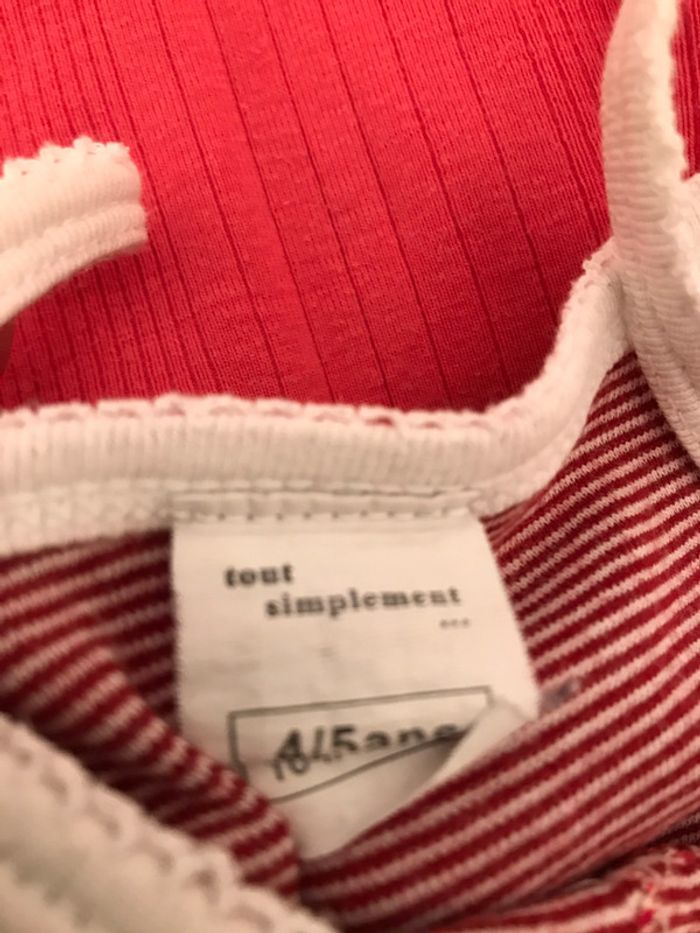 tout
simplement
...
4/5ans